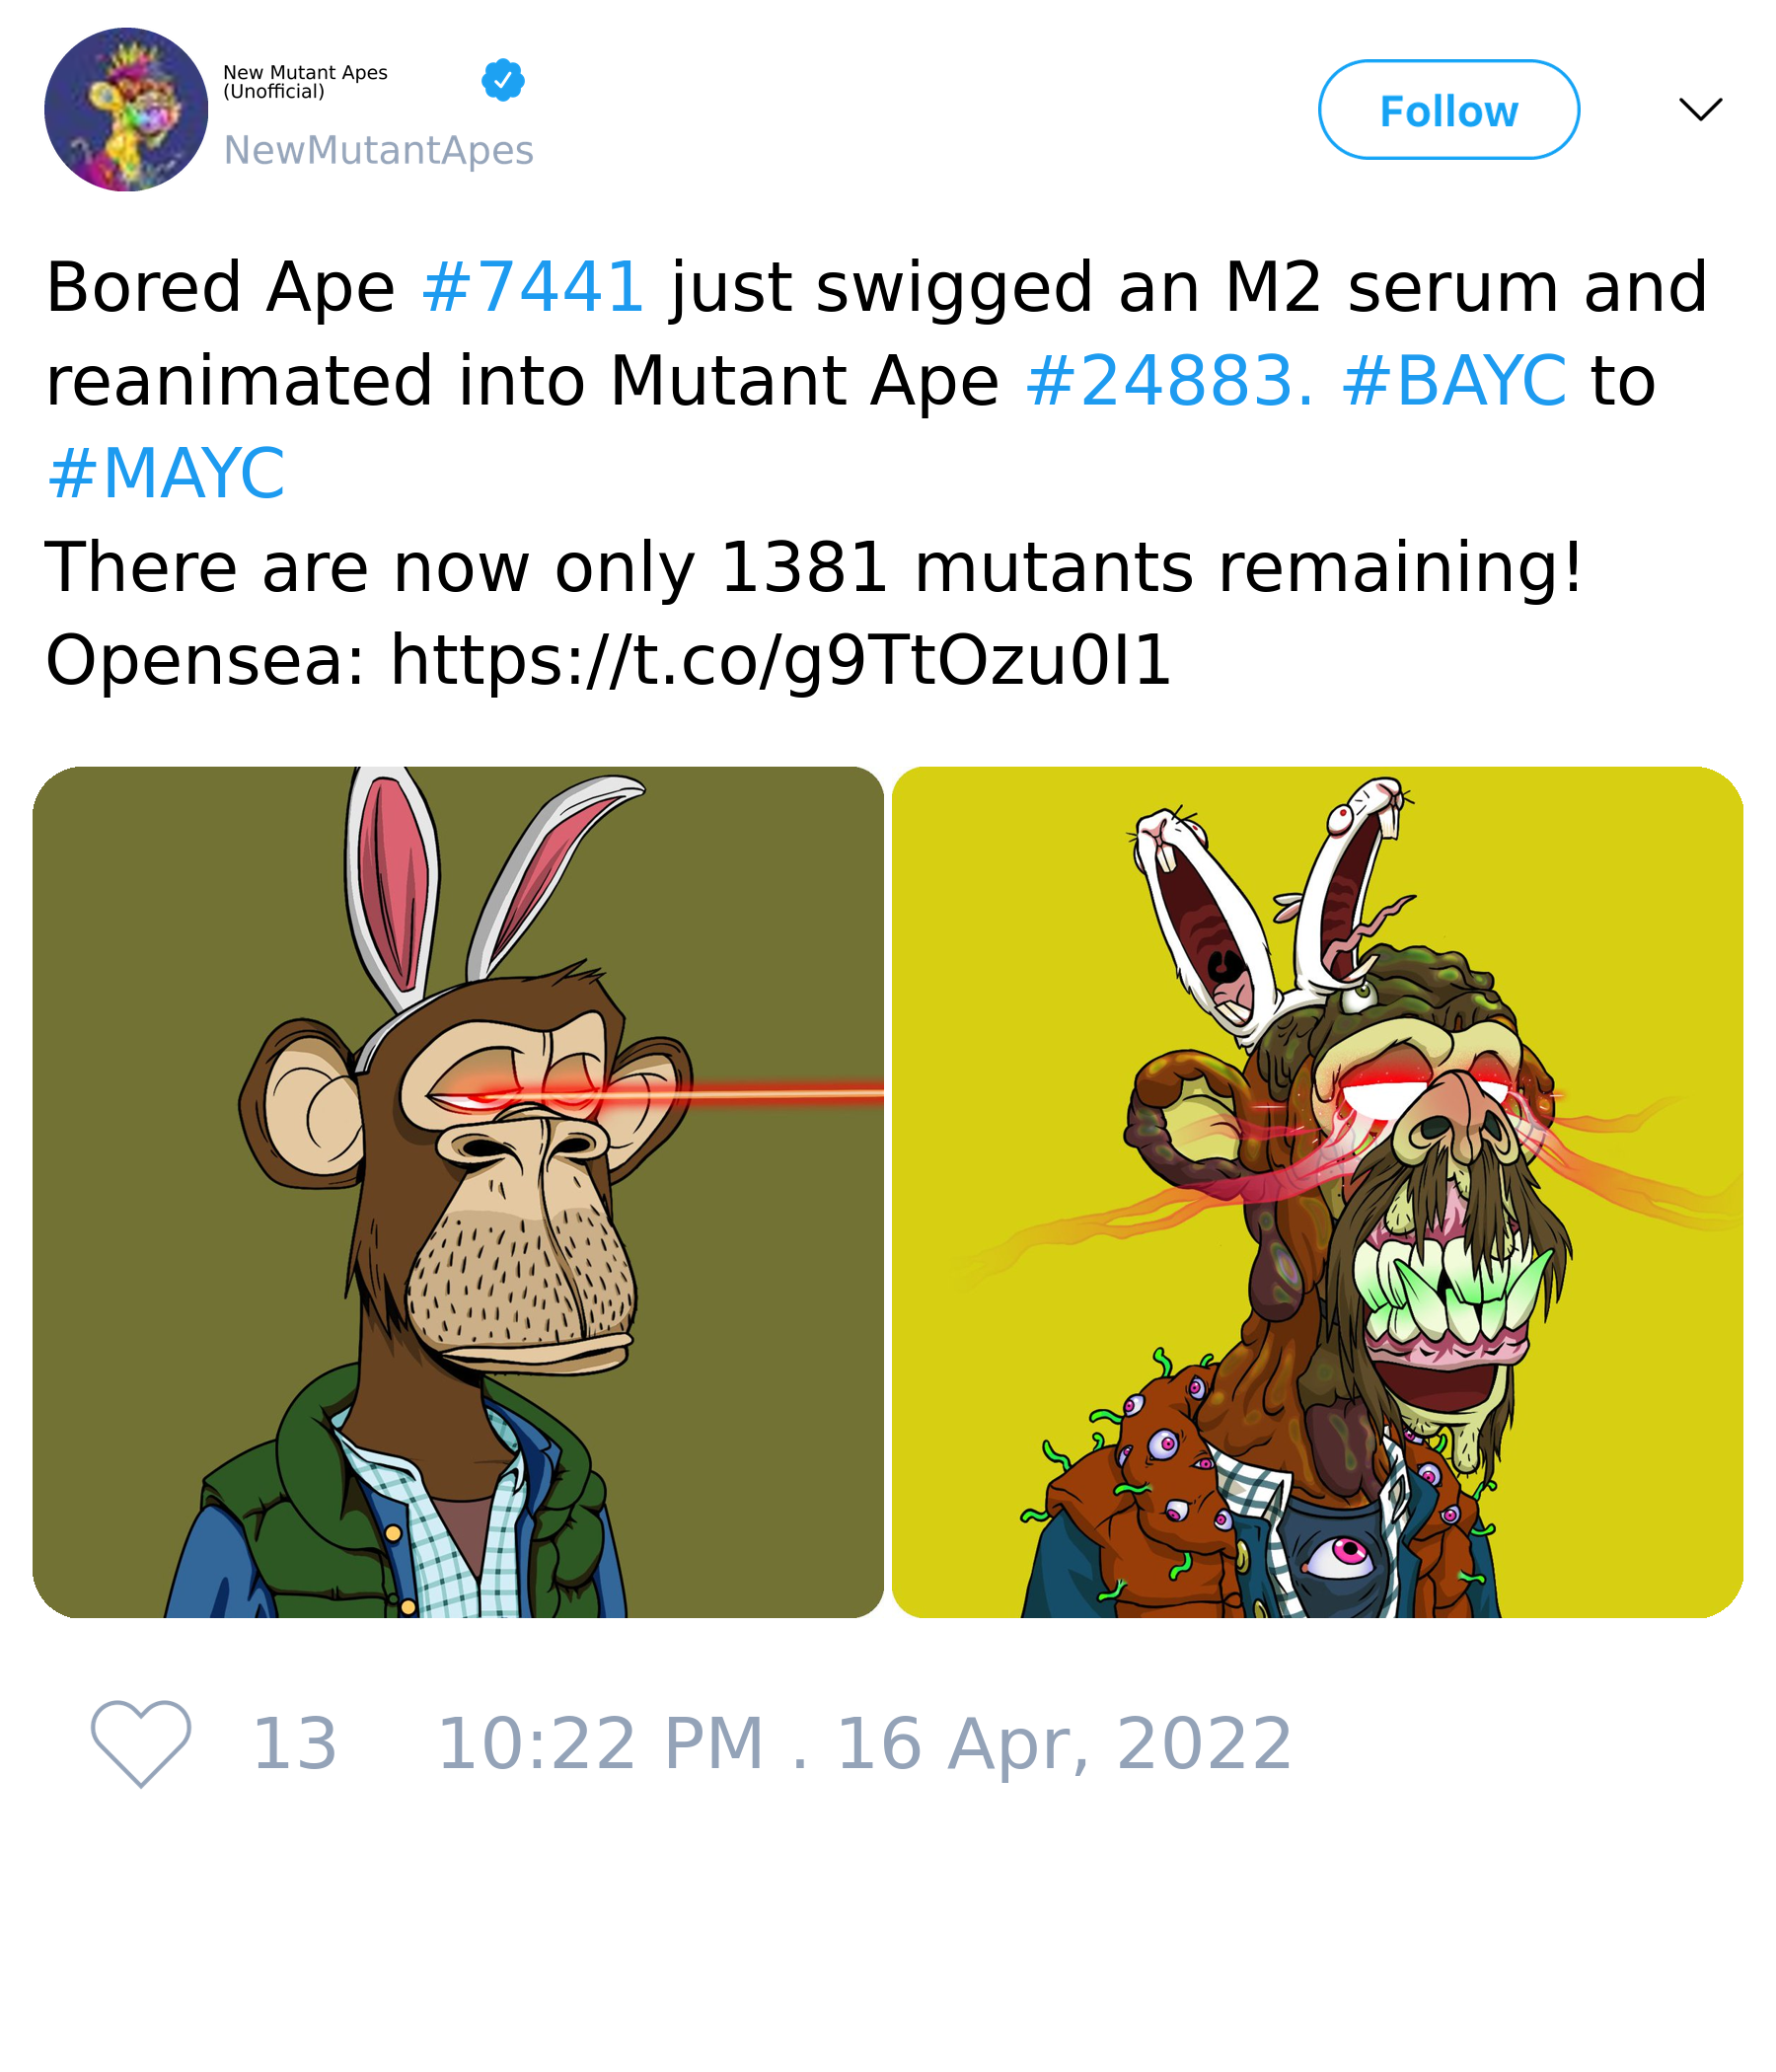 New Mutant Apes
(Unofficial)
NewMutantApes
Follow
Bored Ape #7441 just swigged an M2 serum and
reanimated into Mutant Ape #24883. #BAYC to
#MAYC
There are now only 1381 mutants remaining!
Opensea: https://t.co/g9TtOzu0l1
13 10:22 PM . 16 Apr, 2022